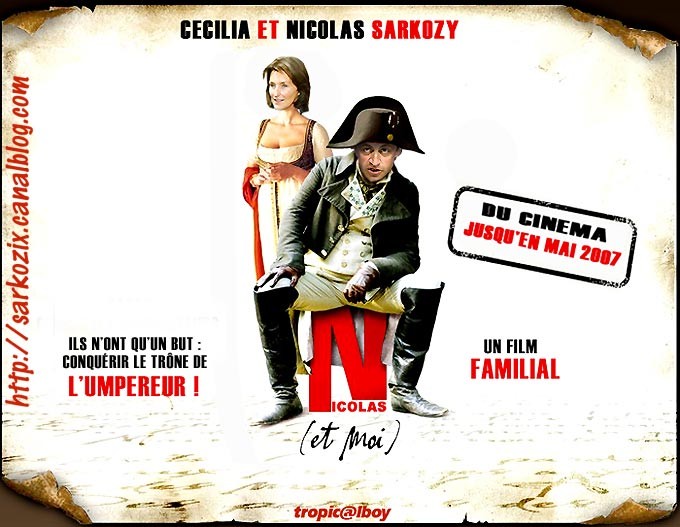 CECILIA ET NICOLAS SARKOZY
http://sarkozix.canalblog.com
DU CINEMA
JUSQU'EN MAI 2007
ILS N'ONT QU'UN BUT :
CONQUÉRIR LE TRÔNE DE
L'UMPEREUR !
UN FILM
FAMILIAL
NICOLAS
(et Moi)
tropic@lboy